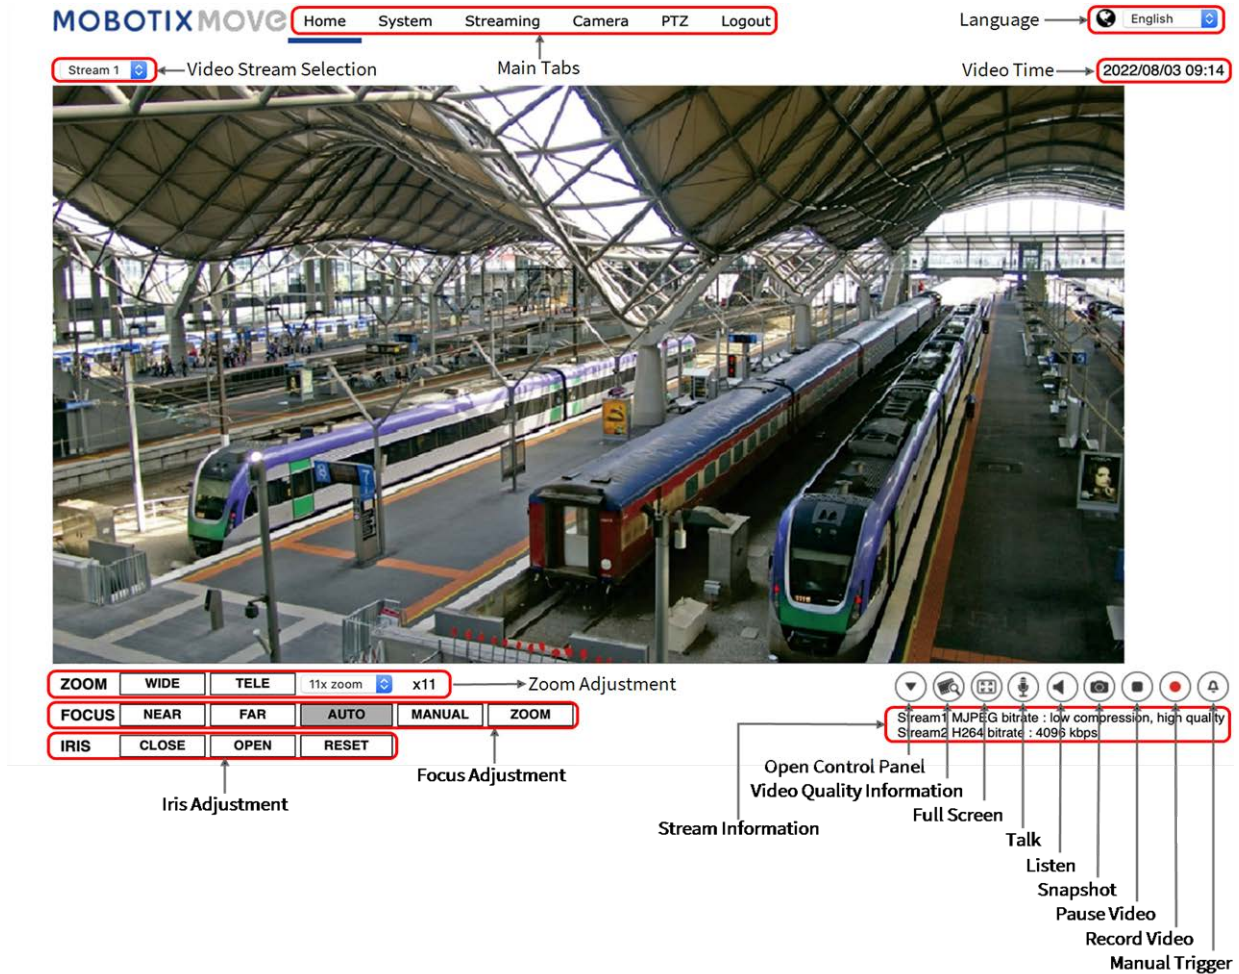 MOBOTIX MOVE Home System Streaming Camera PTZ Logout Language English
Stream 1 Video Stream Selection Main Tabs Video Time 2022/08/03 09:14
ZOOM WIDE TELE 11x zoom x11 Zoom Adjustment
FOCUS NEAR FAR AUTO MANUAL ZOOM
IRIS CLOSE OPEN RESET
Stream1 MJPEG bitrate : low compression, high quality
Stream2 H264 bitrate : 4096 kbps
Focus Adjustment
Iris Adjustment
Open Control Panel
Video Quality Information
Full Screen
Stream Information
Talk
Listen
Snapshot
Pause Video
Record Video
Manual Trigger